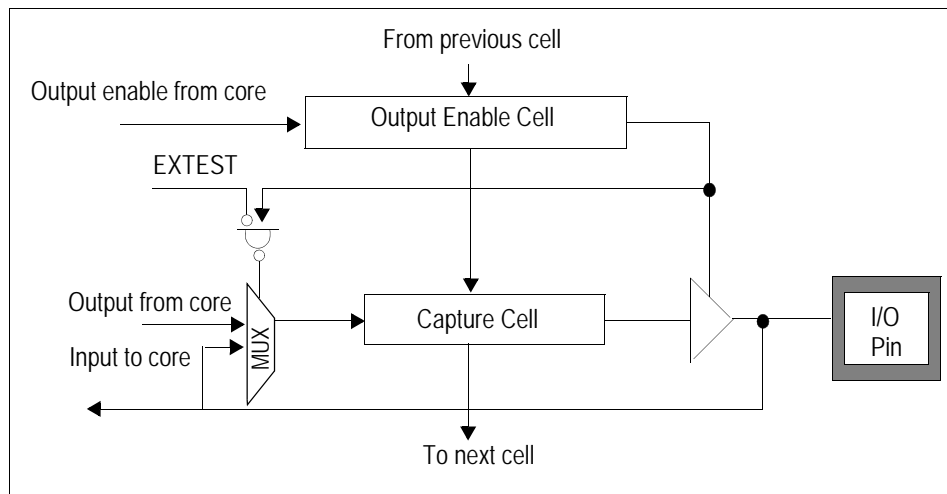 From previous cell
Output enable from core
Output Enable Cell
EXTEST
Output from core
Input to core
MUX
Capture Cell
I/O
Pin
To next cell